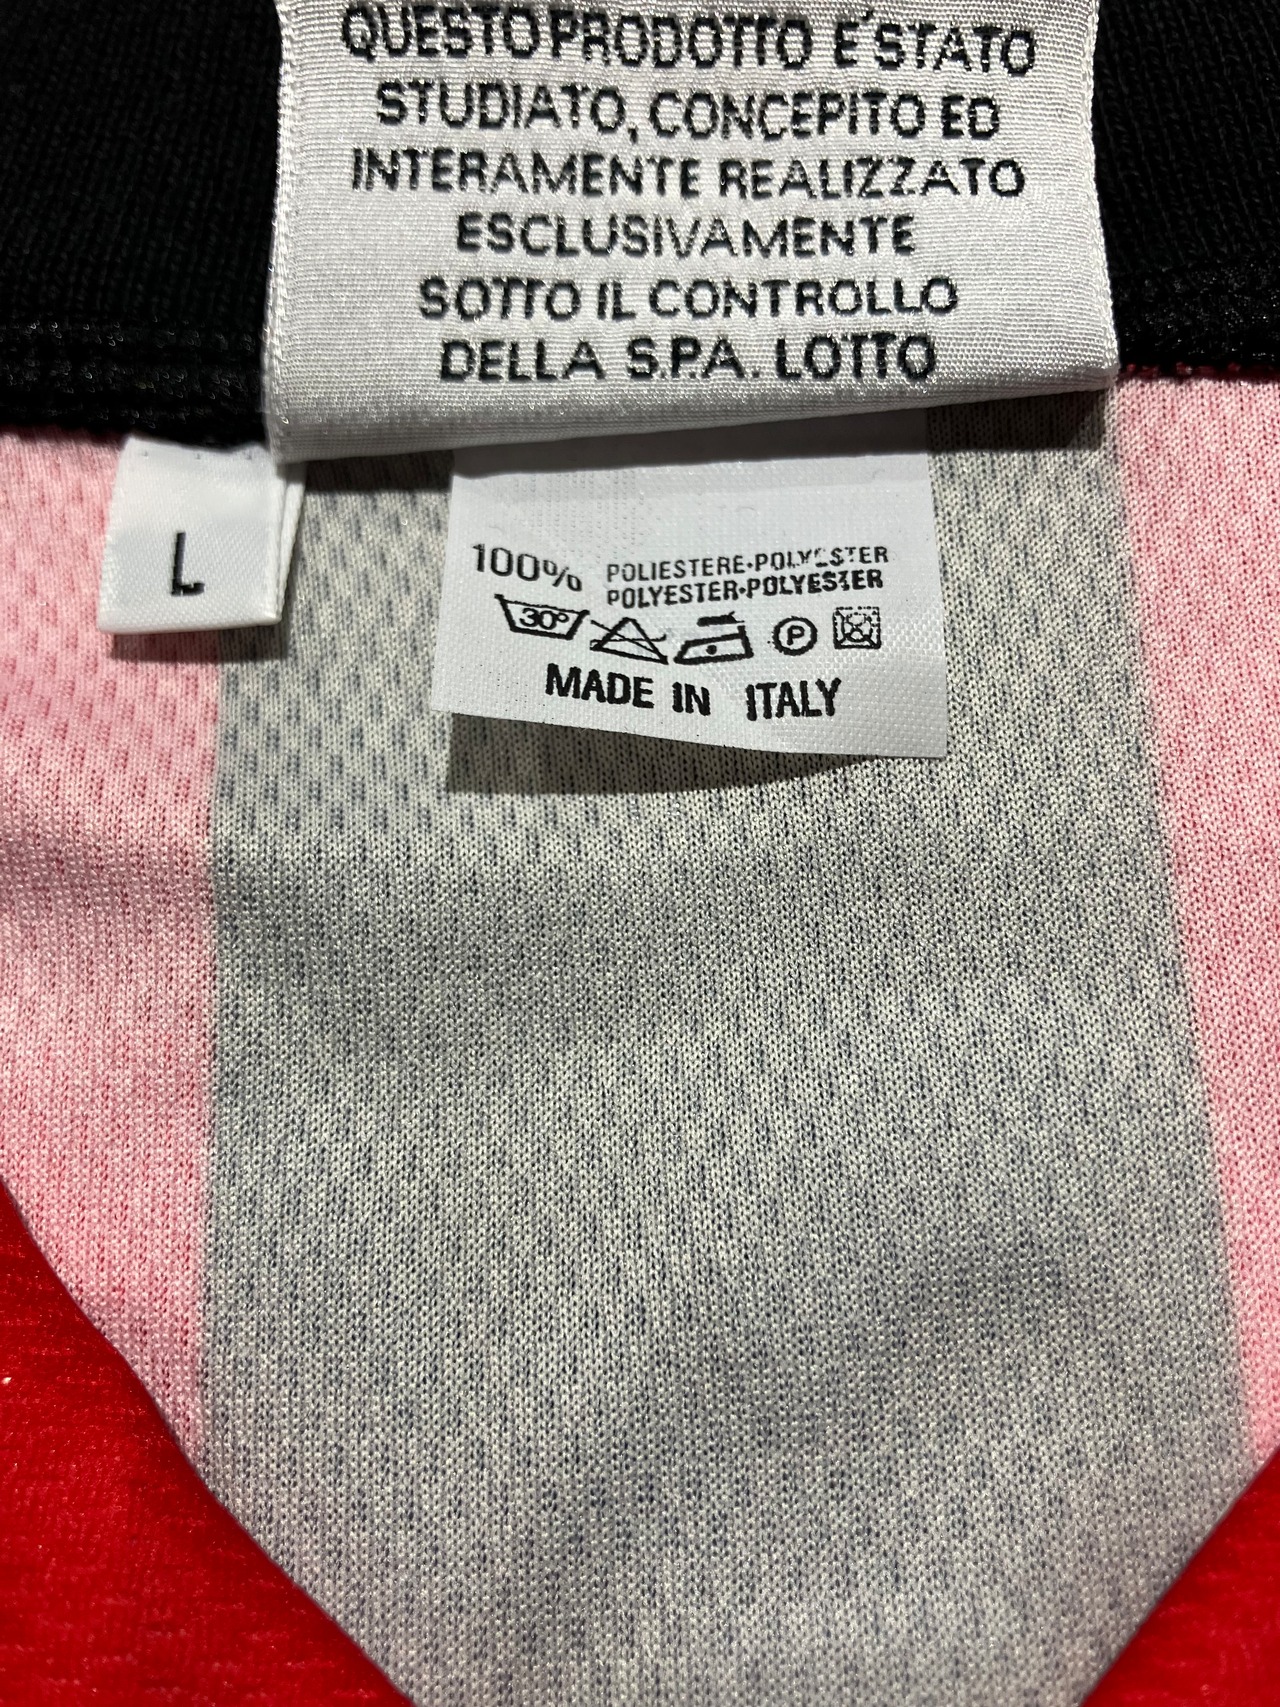 QUESTO PRODOTTO E'STATO
STUDIATO, CONCEPITO ED
INTERAMENTE REALIZZATO
ESCLUSIVAMENTE
SOTTO IL CONTROLLO
DELLA S.P.A. LOTTO
L
100% POLIESTERE•POLYESTER
POLYESTER•POLYESTER
30° P
MADE IN ITALY